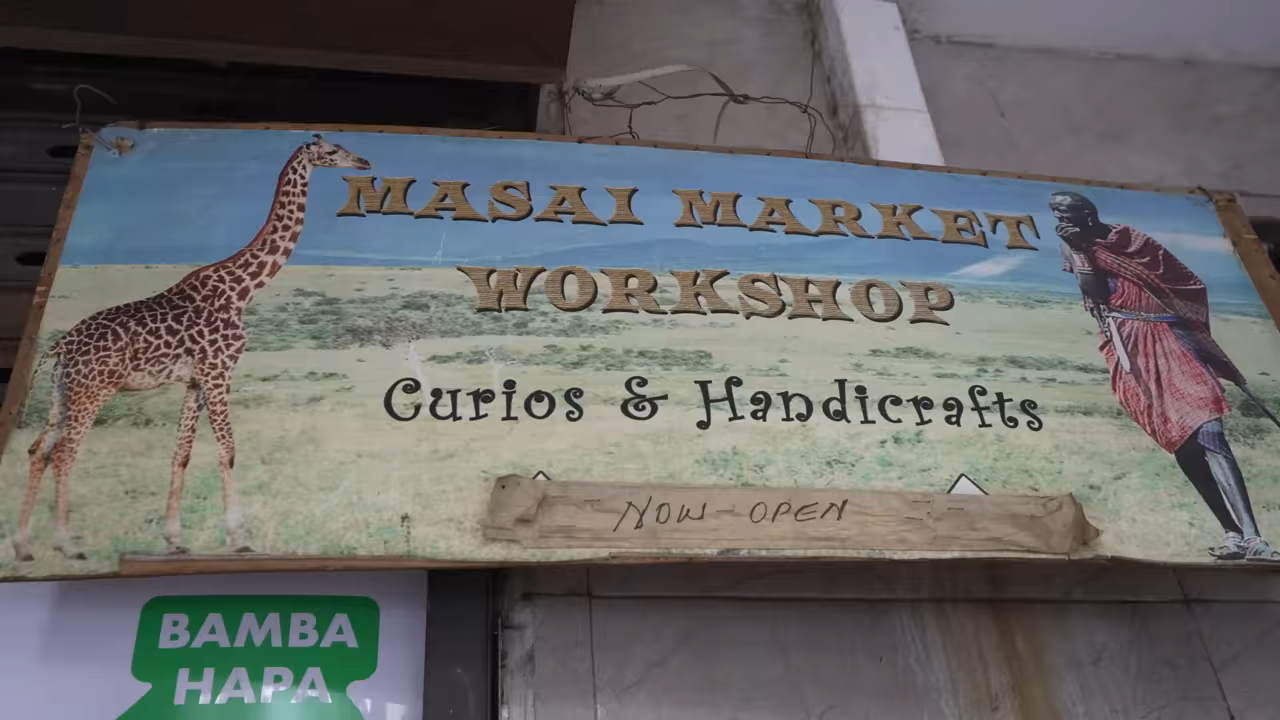 MASAI MARKET
WORKSHOP
Curios & Handicrafts
NOW - OPEN
BAMBA
HAPA